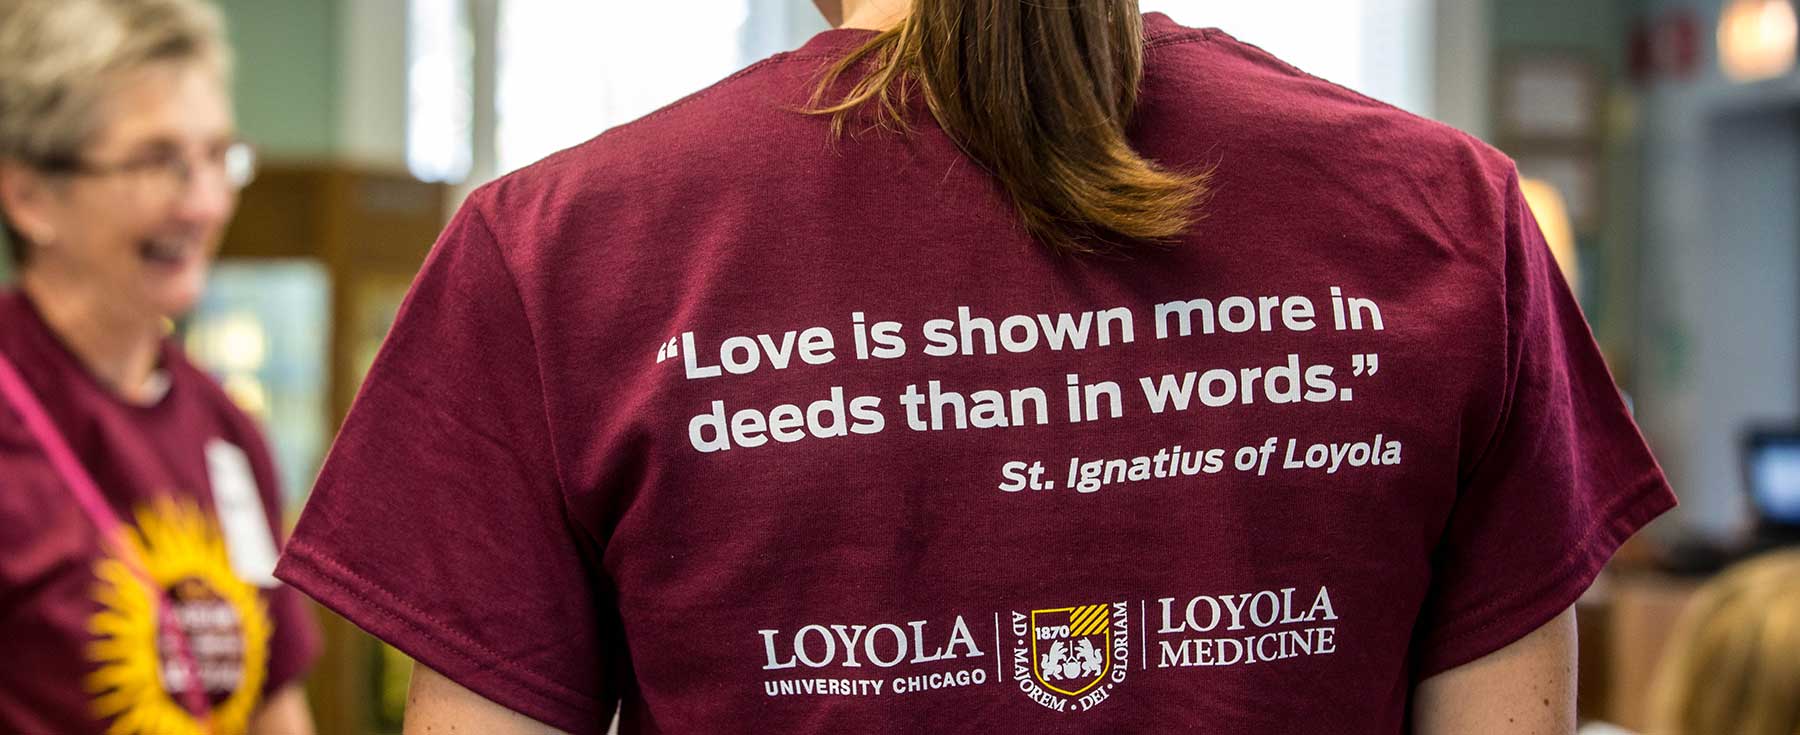 “Love is shown more in
deeds than in words.”
St. Ignatius of Loyola
LOYOLA
UNIVERSITY CHICAGO
1870
AD • MAJOREM • DEI • GLORIAM
LOYOLA
MEDICINE